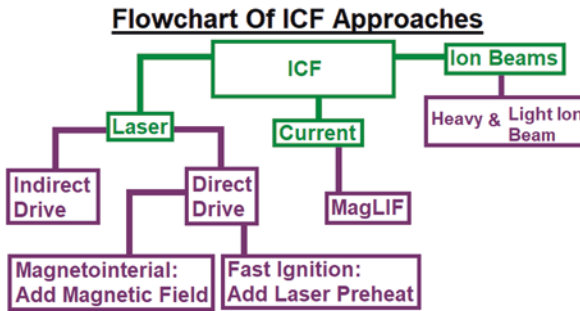 Flowchart Of ICF Approaches
ICF
Ion Beams
Laser
Current
Heavy & Light Ion
Beam
Indirect
Drive
Direct
Drive
MagLIF
Magnetointerial:
Add Magnetic Field
Fast Ignition:
Add Laser Preheat